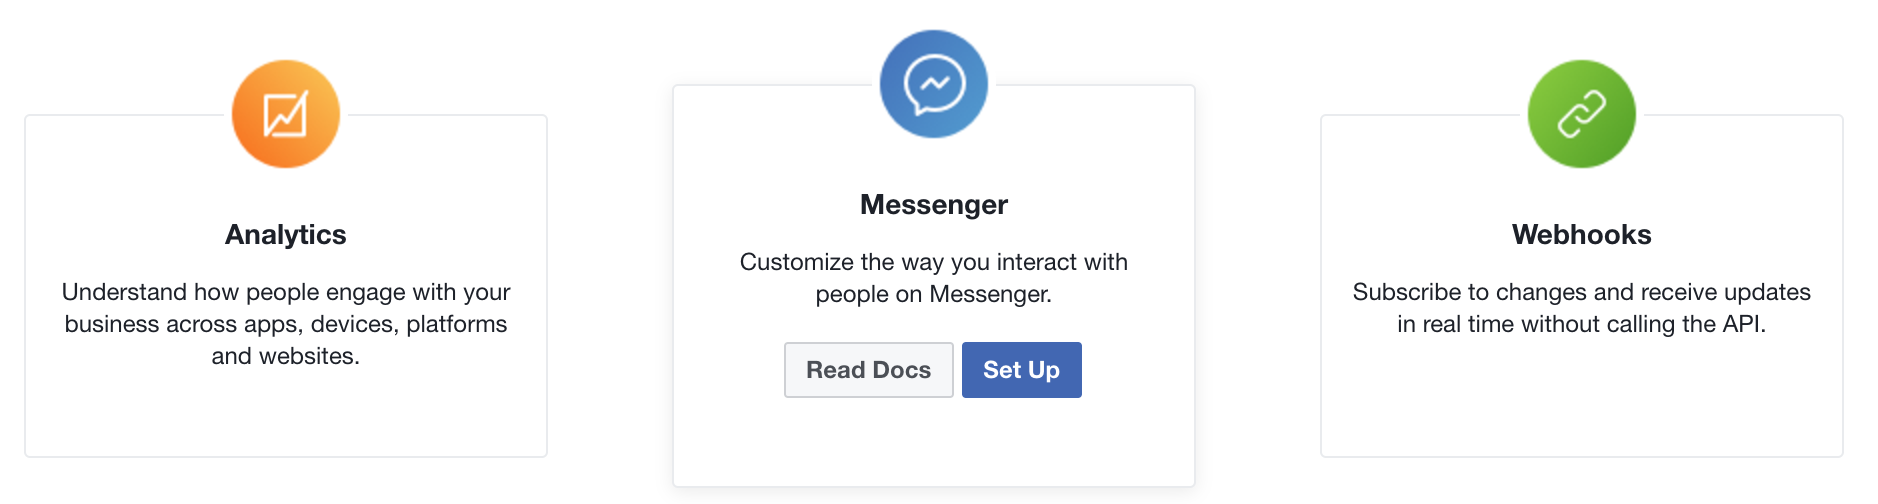 Analytics
Understand how people engage with your
business across apps, devices, platforms
and websites.
Messenger
Customize the way you interact with
people on Messenger.
Read Docs
Set Up
Webhooks
Subscribe to changes and receive updates
in real time without calling the API.